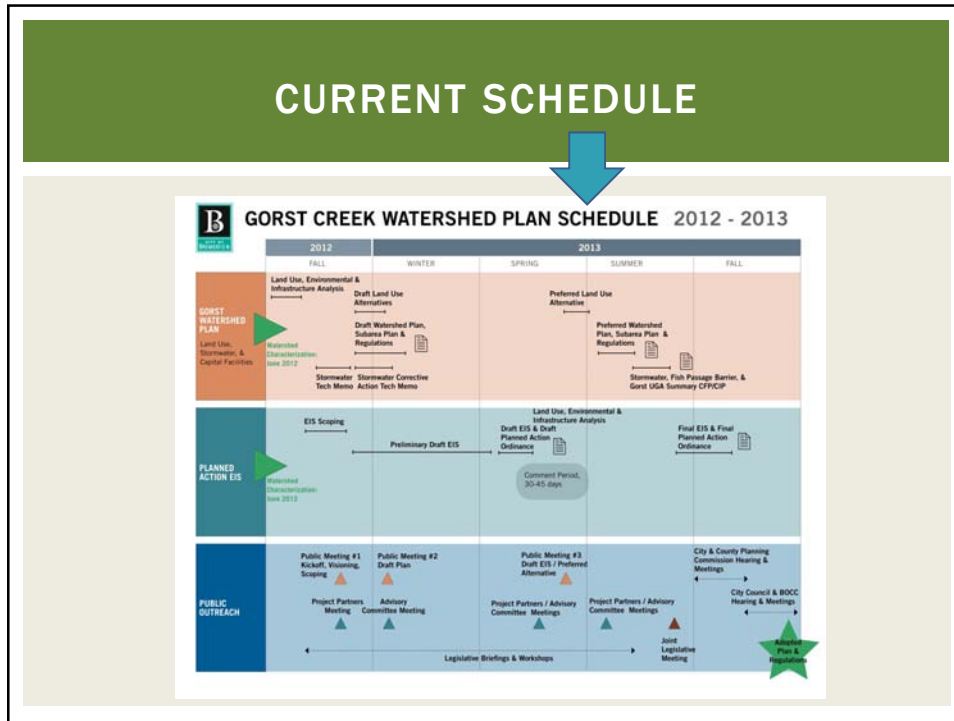 CURRENT SCHEDULE
B
CITY OF
BREMERTON
GORST CREEK WATERSHED PLAN SCHEDULE 2012 - 2013
2012
2013
FALL
WINTER
SPRING
SUMMER
FALL
GORST
WATERSHED
PLAN
Land Use,
Stormwater, &
Capital Facilities
Watershed
Characterization:
June 2012
Land Use, Environmental &
Infrastructure Analysis
Draft Land Use
Alternatives
Draft Watershed Plan,
Subarea Plan &
Regulations
Stormwater
Tech Memo
Stormwater Corrective
Action Tech Memo
Preferred Land Use
Alternative
Preferred Watershed
Plan, Subarea Plan &
Regulations
Stormwater, Fish Passage Barrier, &
Gorst UGA Summary CFP/CIP
PLANNED
ACTION EIS
Watershed
Characterization:
June 2012
EIS Scoping
Preliminary Draft EIS
Land Use, Environmental &
Infrastructure Analysis
Draft EIS & Draft
Planned Action
Ordinance
Comment Period,
30-45 days
Final EIS & Final
Planned Action
Ordinance
PUBLIC
OUTREACH
Public Meeting #1
Kickoff, Visioning,
Scoping
Public Meeting #2
Draft Plan
Public Meeting #3
Draft EIS / Preferred
Alternative
City & County Planning
Commission Hearing &
Meetings
Project Partners
Meeting
Advisory
Committee Meeting
Project Partners / Advisory
Committee Meetings
Project Partners / Advisory
Committee Meetings
City Council & BOCC
Hearing & Meetings
Joint
Legislative
Meeting
Legislative Briefings & Workshops
Adopted
Plan &
Regulations